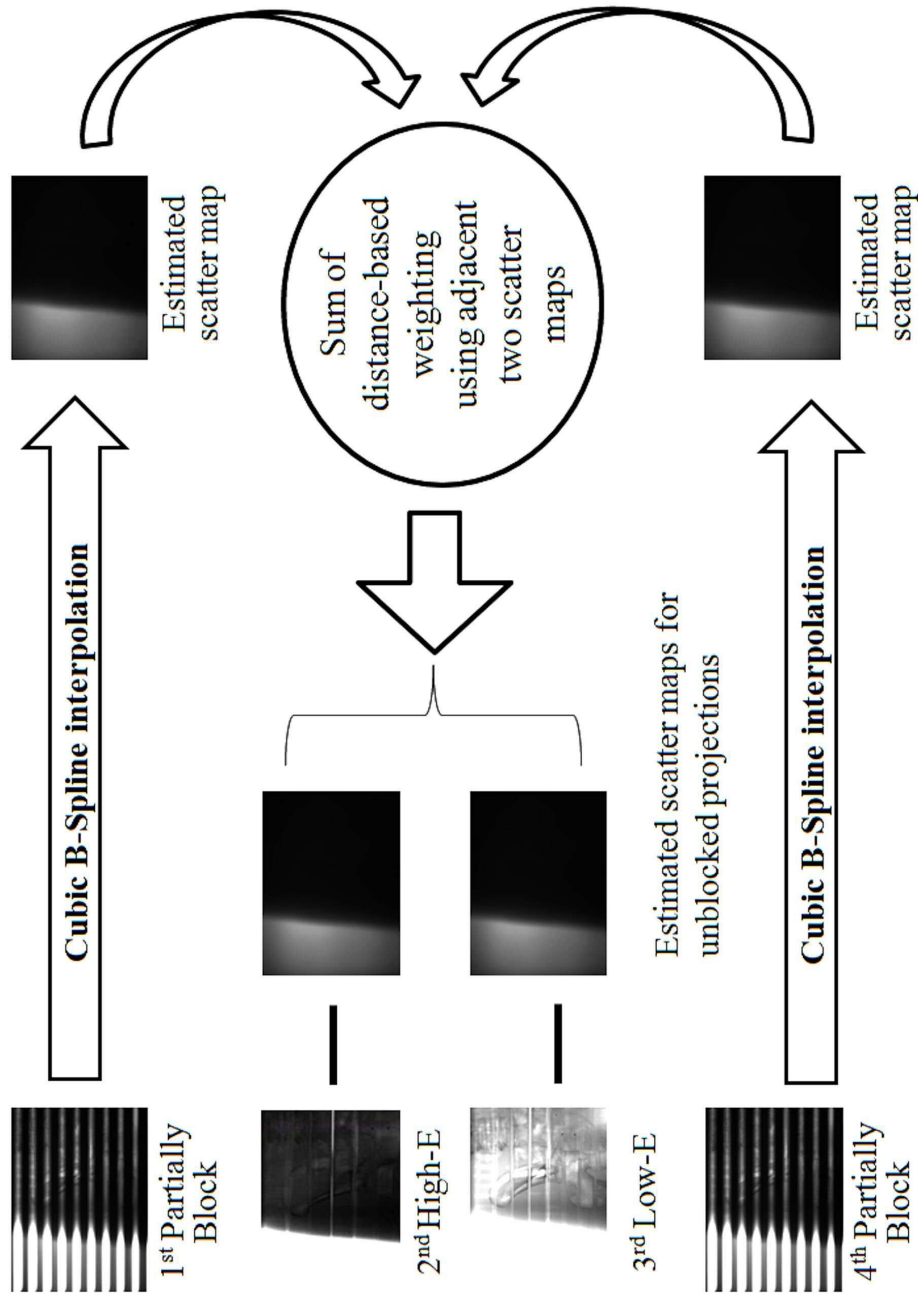 1st Partially
Block
Cubic B-Spline interpolation
Estimated
scatter map
2nd High-E
3rd Low-E
Estimated scatter maps for
unblocked projections
Sum of
distance-based
weighting
using adjacent
two scatter
maps
4th Partially
Block
Cubic B-Spline interpolation
Estimated
scatter map